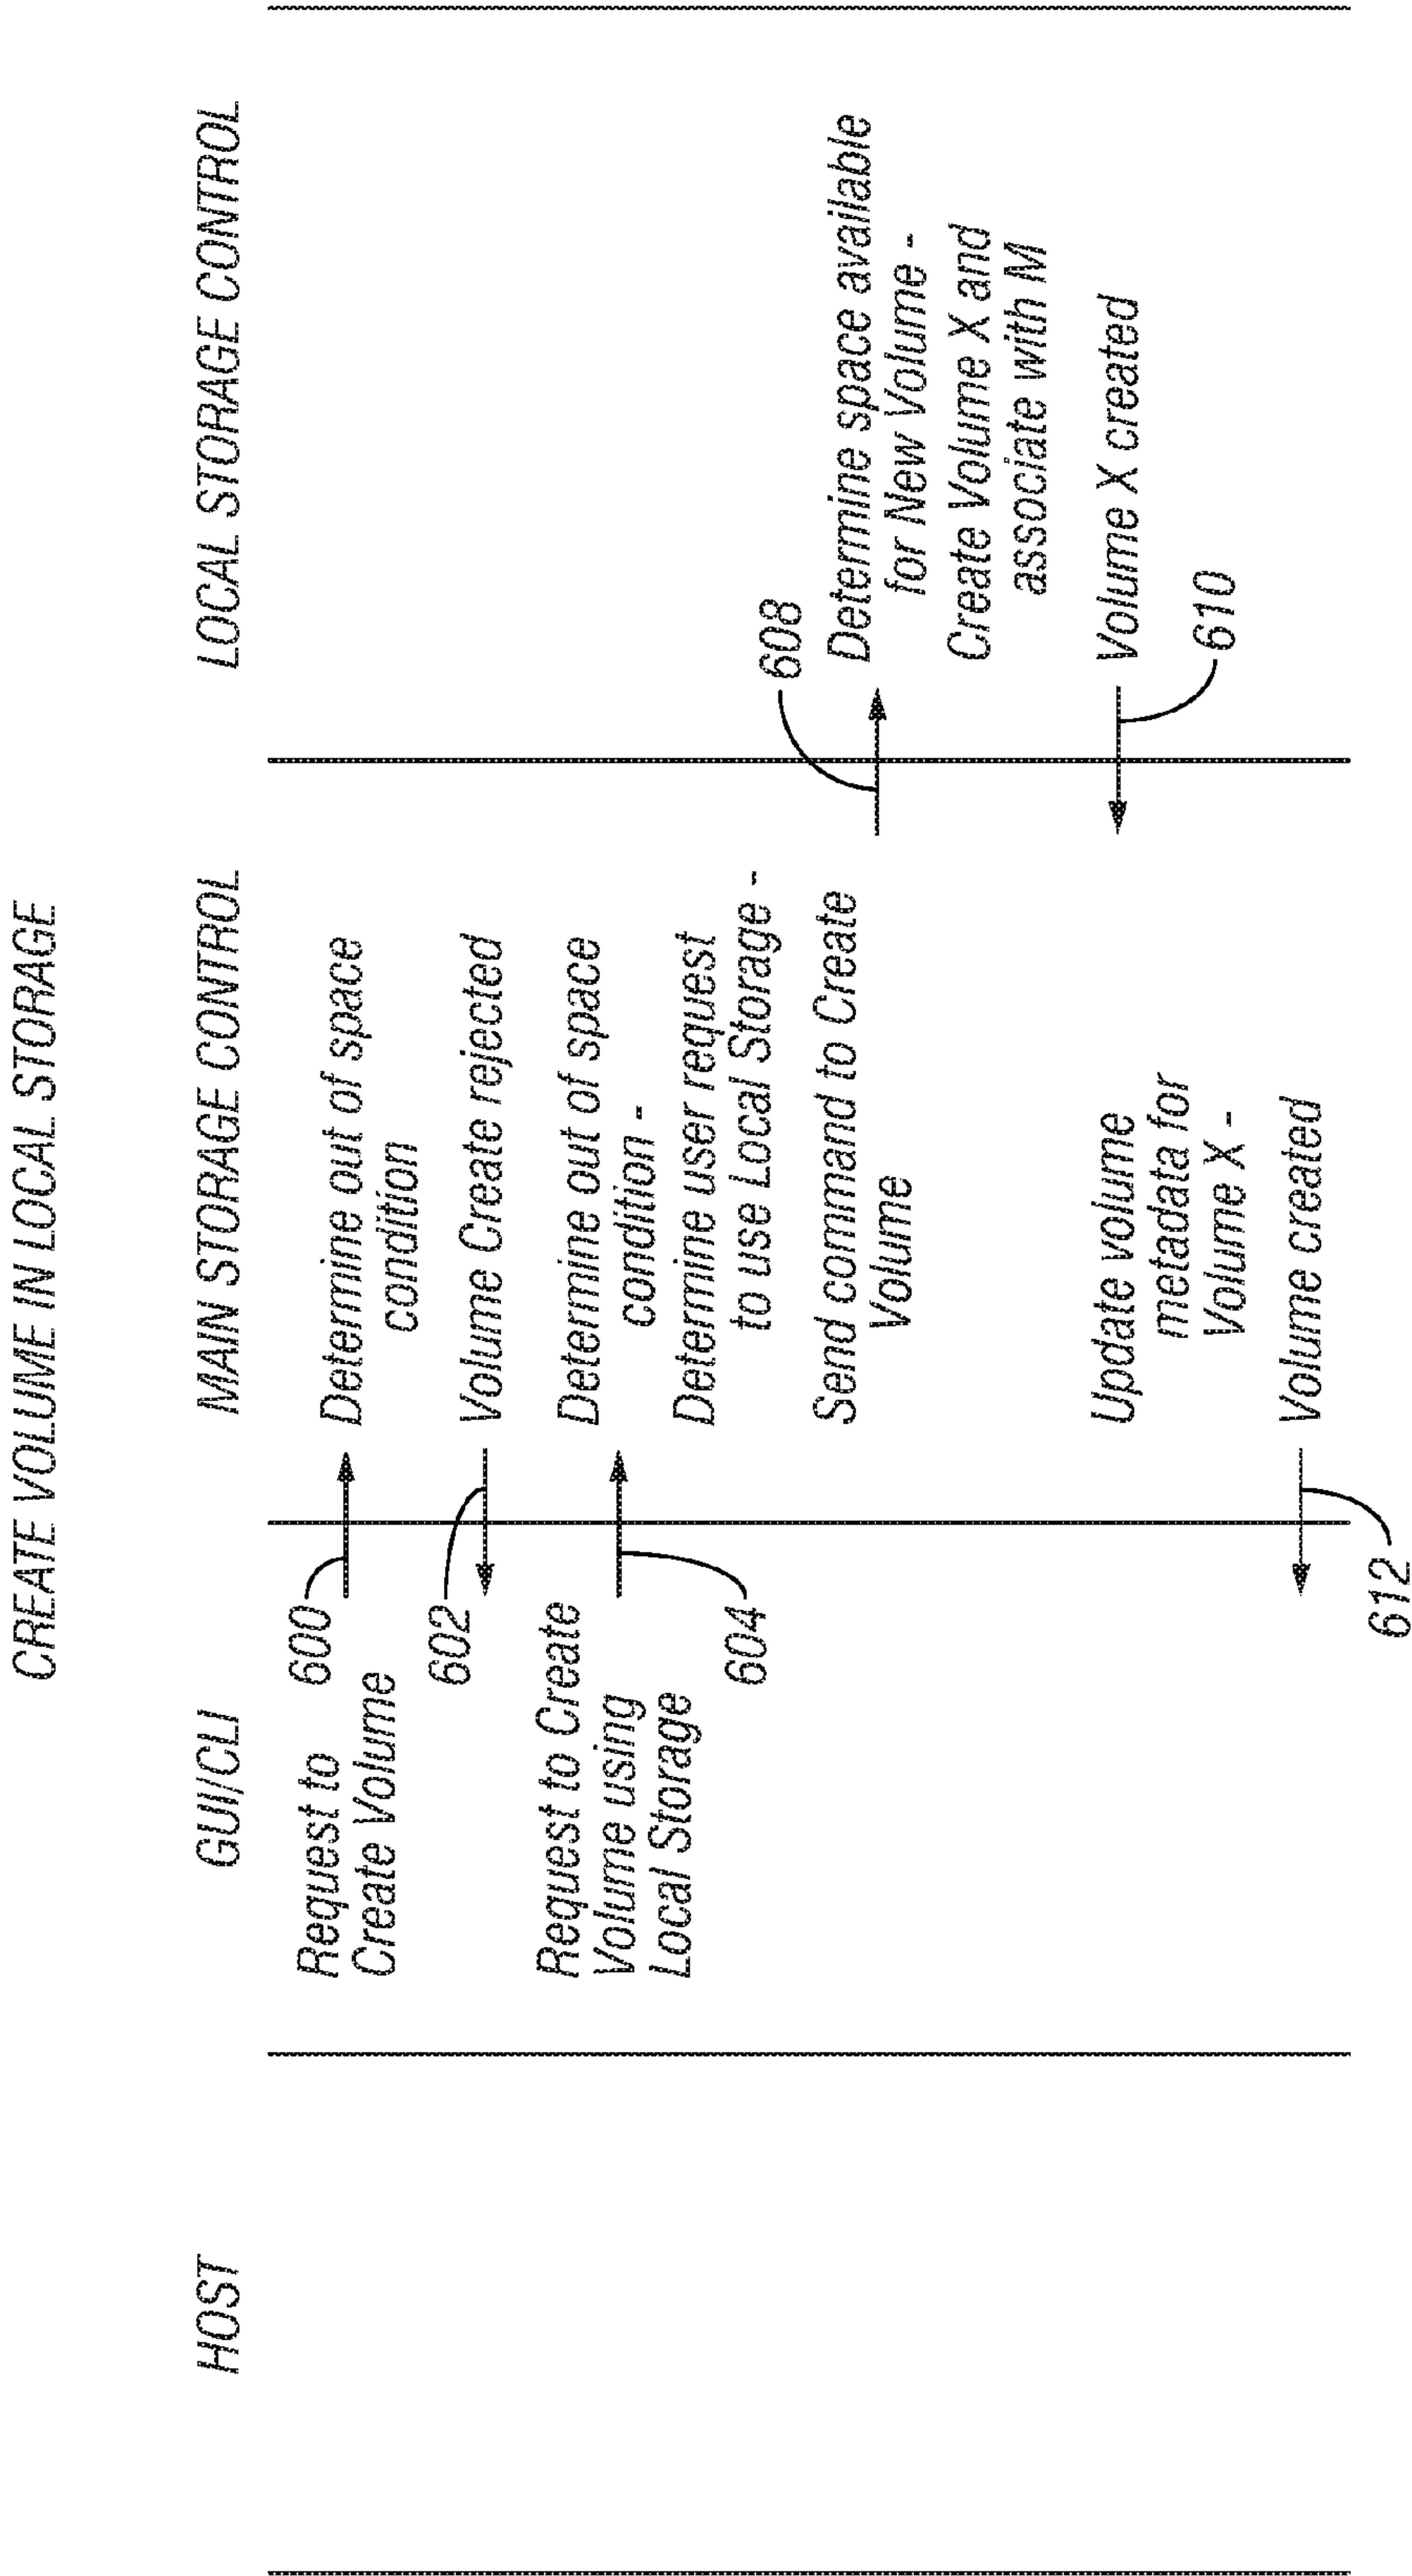 CREATE VOLUME IN LOCAL STORAGE
HOST
GUI/CLI
MAIN STORAGE CONTROL
LOCAL STORAGE CONTROL
Request to
Create Volume
600
Determine out of space
condition
602
Volume Create rejected
Request to Create
Volume using
Local Storage
604
Determine out of space
condition -
Determine user request
to use Local Storage -
Send command to Create
Volume
608
Determine space available
for New Volume -
Create Volume X and
associate with M
Volume X created
610
Update volume
metadata for
Volume X -
Volume created
612